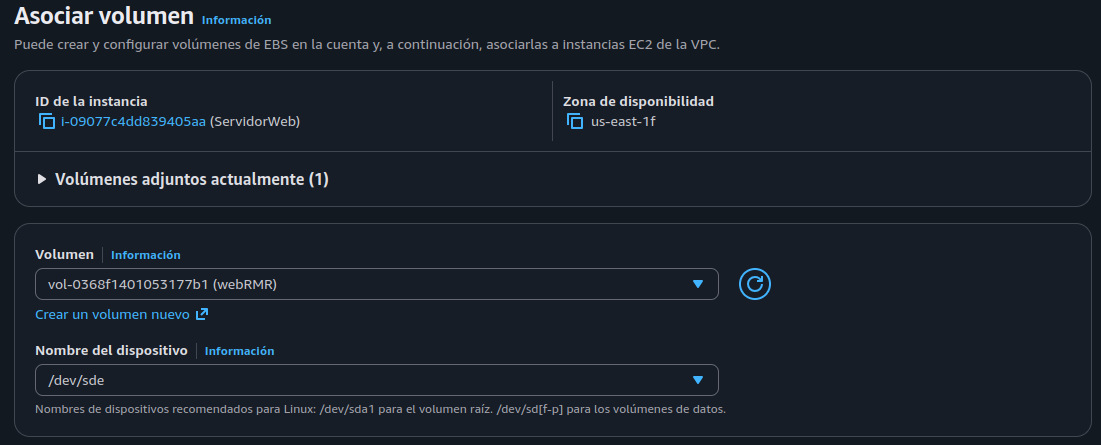 Asociar volumen Información
Puede crear y configurar volúmenes de EBS en la cuenta y, a continuación, asociarlas a instancias EC2 de la VPC.
ID de la instancia
i-09077c4dd839405aa (ServidorWeb)
Zona de disponibilidad
us-east-1f
Volúmenes adjuntos actualmente (1)
Volumen Información
vol-0368f1401053177b1 (webRMR)
Crear un volumen nuevo
Nombre del dispositivo Información
/dev/sde
Nombres de dispositivos recomendados para Linux: /dev/sda1 para el volumen raíz. /dev/sd[f-p] para los volúmenes de datos.